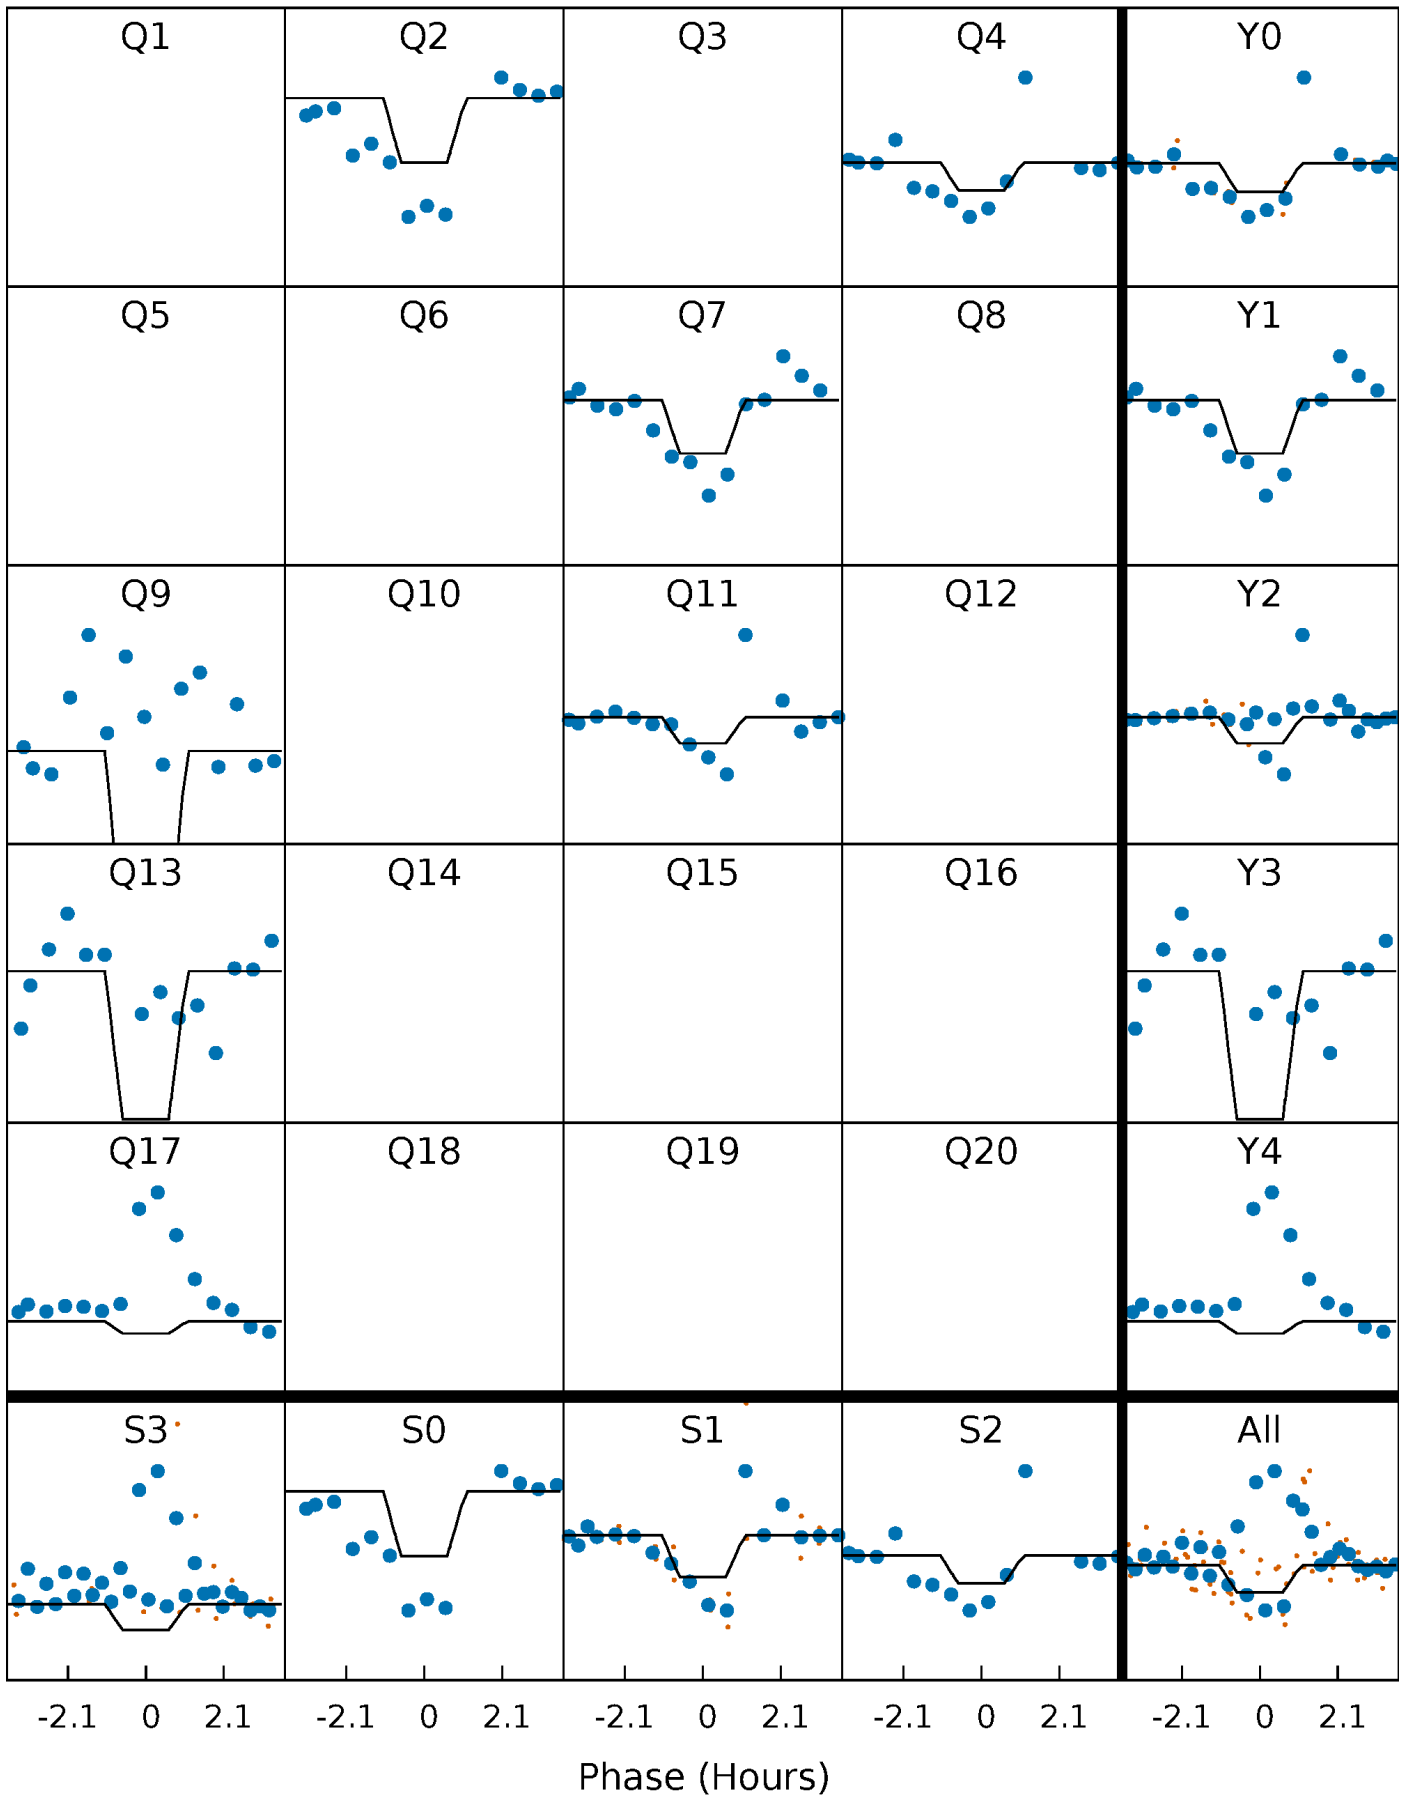 Q1 Q2 Q3 Q4 Y0
Q5 Q6 Q7 Q8 Y1
Q9 Q10 Q11 Q12 Y2
Q13 Q14 Q15 Q16 Y3
Q17 Q18 Q19 Q20 Y4
S3 S0 S1 S2 All
-2.1 0 2.1 -2.1 0 2.1 -2.1 0 2.1 -2.1 0 2.1 -2.1 0 2.1
Phase (Hours)